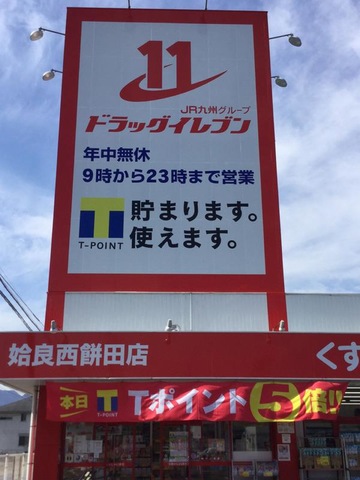 11
JR九州グループ
ドラッグイレブン
年中無休
9時から23時まで営業
T
T-POINT
貯まります。
使えます。
姶良西餅田店
くす
本日
T
T-POINT
Tポイント5倍!!